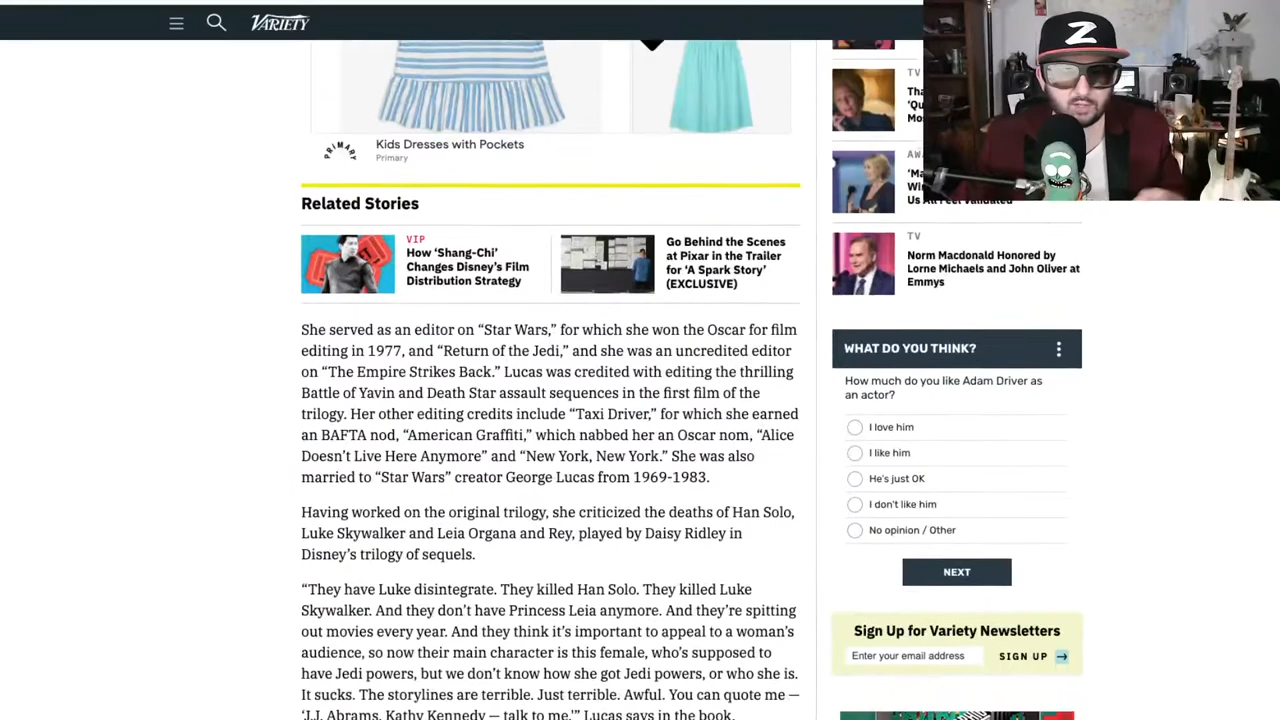 VARIETY
Z
Kids Dresses with Pockets
PRIMARY
Primary
Related Stories
VIP
How ‘Shang-Chi’
Changes Disney’s Film
Distribution Strategy
Go Behind the Scenes
at Pixar in the Trailer
for ‘A Spark Story’
(EXCLUSIVE)
She served as an editor on “Star Wars,” for which she won the Oscar for film
editing in 1977, and “Return of the Jedi,” and she was an uncredited editor
on “The Empire Strikes Back.” Lucas was credited with editing the thrilling
Battle of Yavin and Death Star assault sequences in the first film of the
trilogy. Her other editing credits include “Taxi Driver,” for which she earned
an BAFTA nod, “American Graffiti,” which nabbed her an Oscar nom, “Alice
Doesn’t Live Here Anymore” and “New York, New York.” She was also
married to “Star Wars” creator George Lucas from 1969-1983.
Having worked on the original trilogy, she criticized the deaths of Han Solo,
Luke Skywalker and Leia Organa and Rey, played by Daisy Ridley in
Disney’s trilogy of sequels.
“They have Luke disintegrate. They killed Han Solo. They killed Luke
Skywalker. And they don’t have Princess Leia anymore. And they’re spitting
out movies every year. And they think it’s important to appeal to a woman’s
audience, so now their main character is this female, who’s supposed to
have Jedi powers, but we don’t know how she got Jedi powers, or who she is.
It sucks. The storylines are terrible. Just terrible. Awful. You can quote me —
‘J.J. Abrams, Kathy Kennedy — talk to me.’” Lucas says in the book.
TV
TV
Norm Macdonald Honored by
Lorne Michaels and John Oliver at
Emmys
WHAT DO YOU THINK?
How much do you like Adam Driver as
an actor?
I love him
I like him
He’s just OK
I don’t like him
No opinion / Other
NEXT
Sign Up for Variety Newsletters
Enter your email address
SIGN UP